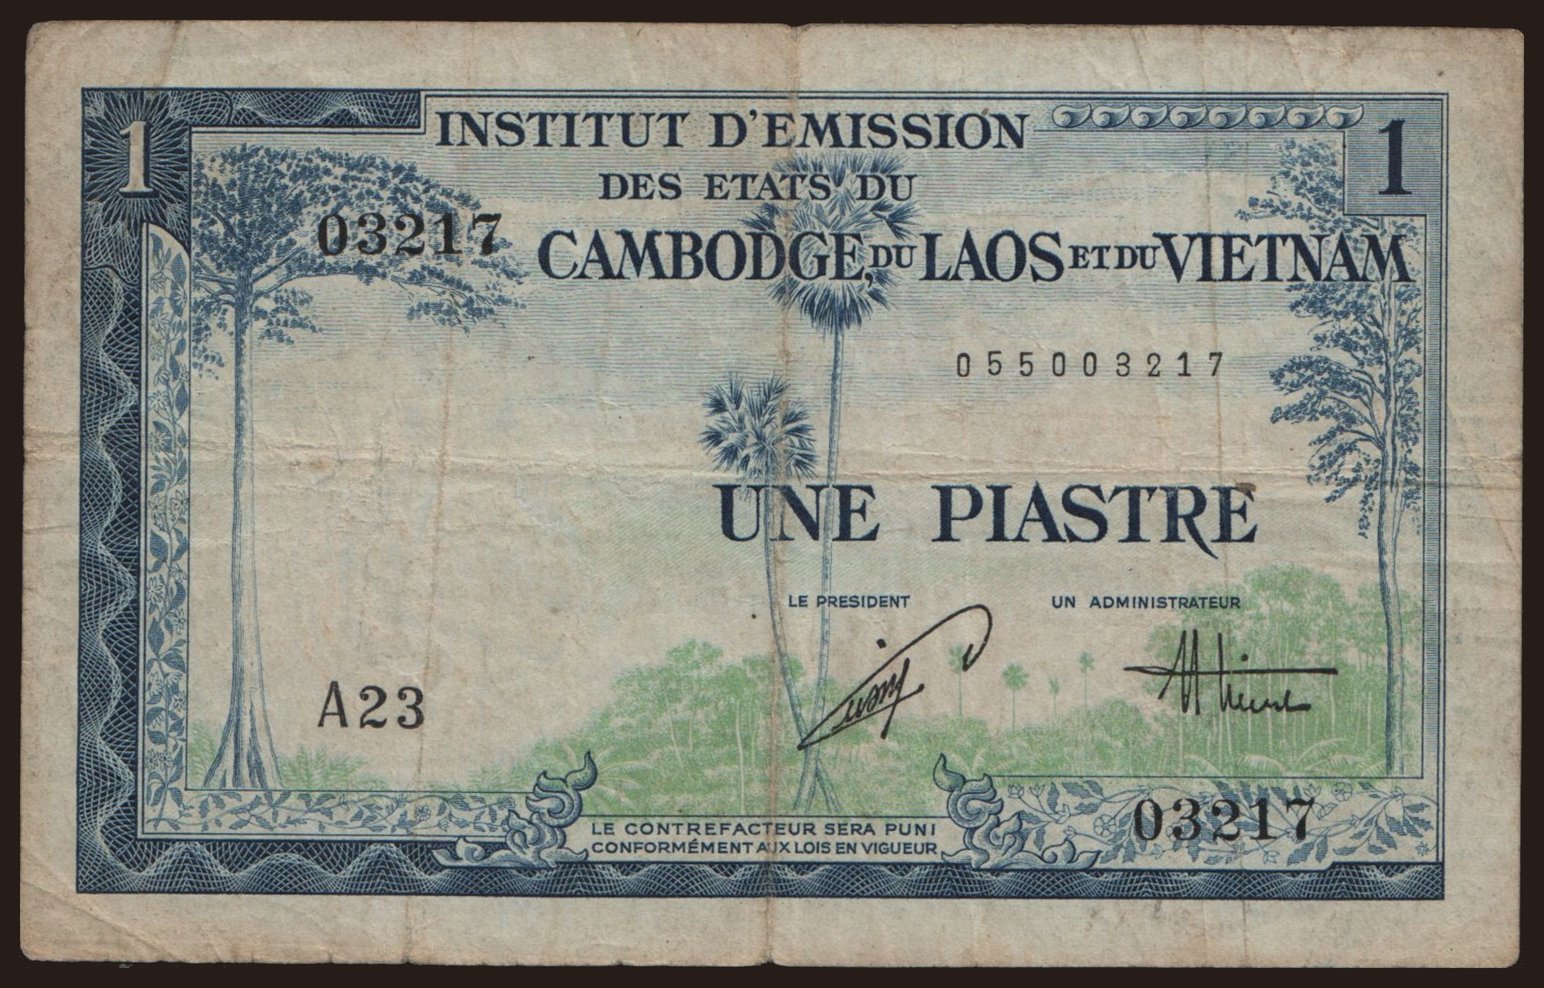 1
INSTITUT D'EMISSION
1
DES ETATS DU
03217
CAMBODGE, DU LAOS ET DU VIETNAM
055003217
UNE PIASTRE
LE PRESIDENT
UN ADMINISTRATEUR
A23
03217
LE CONTREFACTEUR SERA PUNI
CONFORMÉMENT AUX LOIS EN VIGUEUR